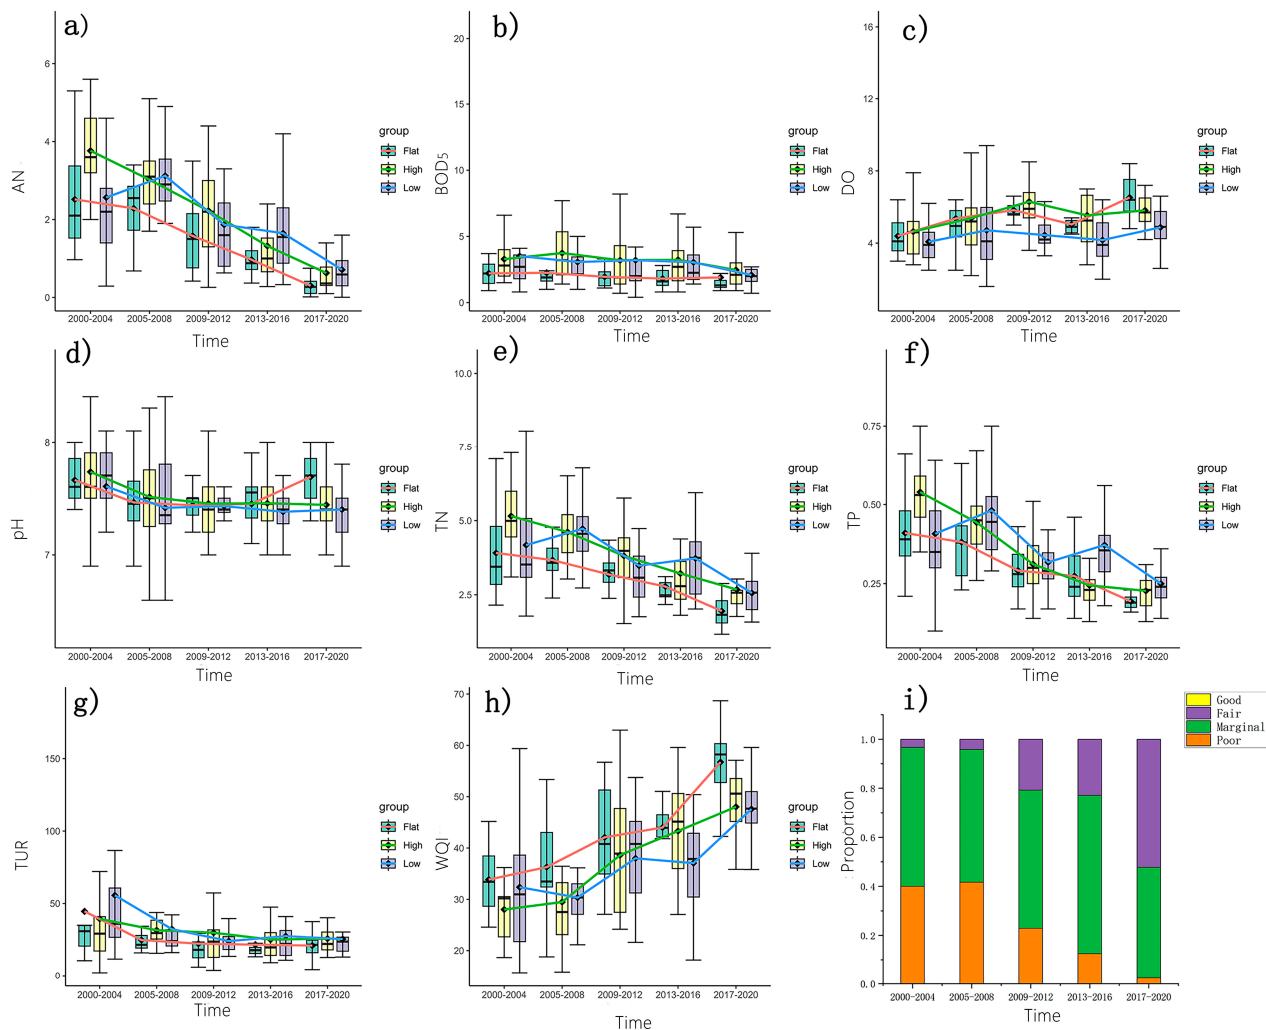 a)
6
4
2
0
AN
2000-2004 2005-2008 2009-2012 2013-2016 2017-2020
Time
group
Flat
High
Low
b)
20
15
10
5
0
BOD5
2000-2004 2005-2008 2009-2012 2013-2016 2017-2020
Time
group
Flat
High
Low
c)
16
12
8
4
DO
2000-2004 2005-2008 2009-2012 2013-2016 2017-2020
Time
group
Flat
High
Low
d)
8
7
pH
2000-2004 2005-2008 2009-2012 2013-2016 2017-2020
Time
group
Flat
High
Low
e)
10.0
7.5
5.0
2.5
TN
2000-2004 2005-2008 2009-2012 2013-2016 2017-2020
Time
group
Flat
High
Low
f)
0.75
0.50
0.25
TP
2000-2004 2005-2008 2009-2012 2013-2016 2017-2020
Time
group
Flat
High
Low
g)
150
100
50
0
TUR
2000-2004 2005-2008 2009-2012 2013-2016 2017-2020
Time
group
Flat
High
Low
h)
70
60
50
40
30
20
WQI
2000-2004 2005-2008 2009-2012 2013-2016 2017-2020
Time
group
Flat
High
Low
i)
Good
Fair
Marginal
Poor
1.0
0.8
0.6
0.4
0.2
0.0
Proportion
2000-2004 2005-2008 2009-2012 2013-2016 2017-2020
Time